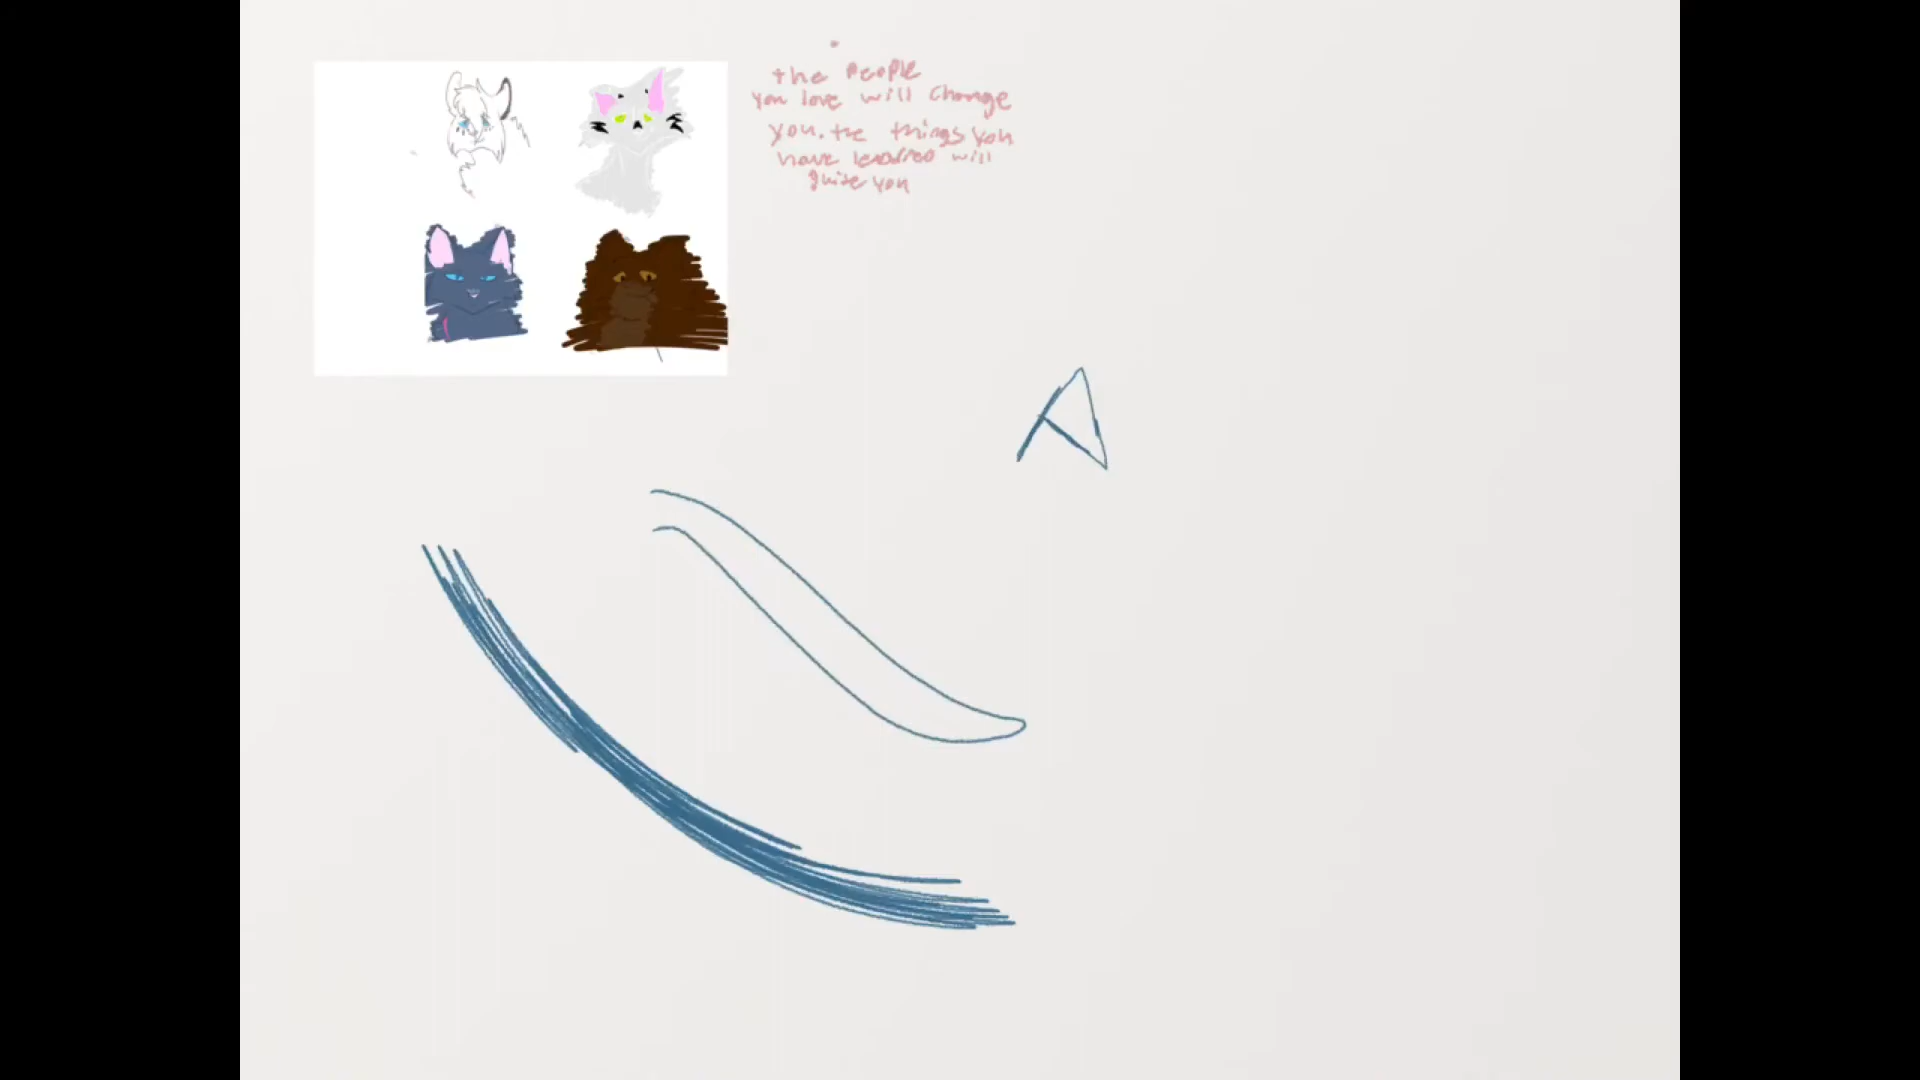 the people
you love will change
you. the things you
have learned will
guide you
A